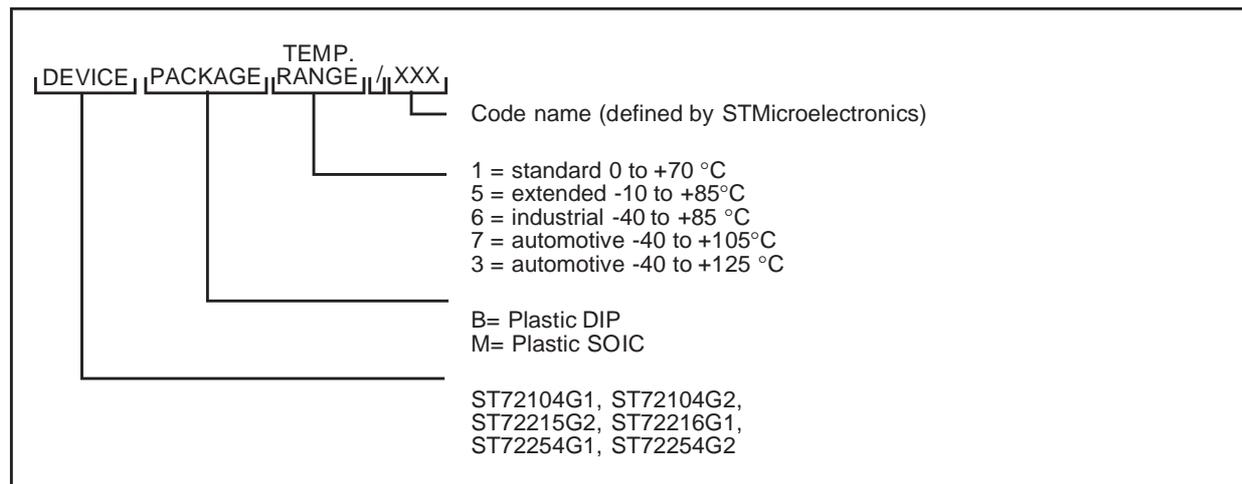 TEMP.
DEVICE PACKAGE RANGE / XXX
Code name (defined by STMicroelectronics)
1 = standard 0 to +70 °C
5 = extended -10 to +85°C
6 = industrial -40 to +85 °C
7 = automotive -40 to +105°C
3 = automotive -40 to +125 °C
B= Plastic DIP
M= Plastic SOIC
ST72104G1, ST72104G2,
ST72215G2, ST72216G1,
ST72254G1, ST72254G2